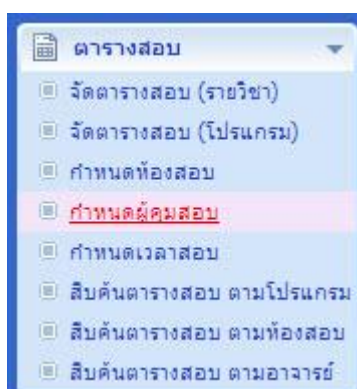 ตารางสอบ
จัดตารางสอบ (รายวิชา)
จัดตารางสอบ (โปรแกรม)
กำหนดห้องสอบ
กำหนดผู้คุมสอบ
กำหนดเวลาสอบ
สืบค้นตารางสอบ ตามโปรแกรม
สืบค้นตารางสอบ ตามห้องสอบ
สืบค้นตารางสอบ ตามอาจารย์